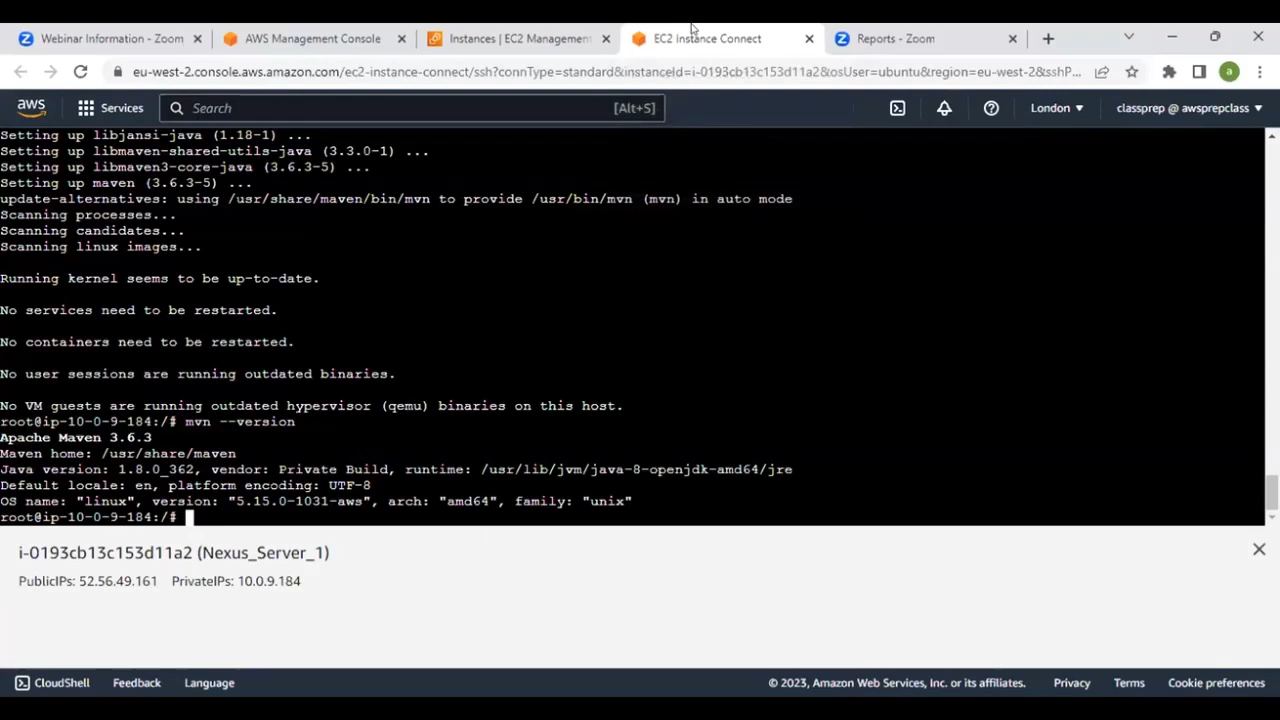 Webinar Information - Zoom
AWS Management Console
Instances | EC2 Management
EC2 Instance Connect
Reports - Zoom
eu-west-2.console.aws.amazon.com/ec2-instance-connect/ssh?connType=standard&instanceId=i-0193cb13c153d11a2&osUser=ubuntu&region=eu-west-2&sshP...
a
aws
Services
Search
[Alt+S]
London
classprep @ awsprepclass
Setting up libjansi-java (1.18-1) ...
Setting up libmaven-shared-utils-java (3.3.0-1) ...
Setting up libmaven3-core-java (3.6.3-5) ...
Setting up maven (3.6.3-5) ...
update-alternatives: using /usr/share/maven/bin/mvn to provide /usr/bin/mvn (mvn) in auto mode
Scanning processes...
Scanning candidates...
Scanning linux images...
Running kernel seems to be up-to-date.
No services need to be restarted.
No containers need to be restarted.
No user sessions are running outdated binaries.
No VM guests are running outdated hypervisor (qemu) binaries on this host.
root@ip-10-0-9-184:/# mvn --version
Apache Maven 3.6.3
Maven home: /usr/share/maven
Java version: 1.8.0_362, vendor: Private Build, runtime: /usr/lib/jvm/java-8-openjdk-amd64/jre
Default locale: en, platform encoding: UTF-8
OS name: "linux", version: "5.15.0-1031-aws", arch: "amd64", family: "unix"
root@ip-10-0-9-184:/#
i-0193cb13c153d11a2 (Nexus_Server_1)
PublicIPs: 52.56.49.161 PrivateIPs: 10.0.9.184
CloudShell
Feedback
Language
© 2023, Amazon Web Services, Inc. or its affiliates.
Privacy
Terms
Cookie preferences